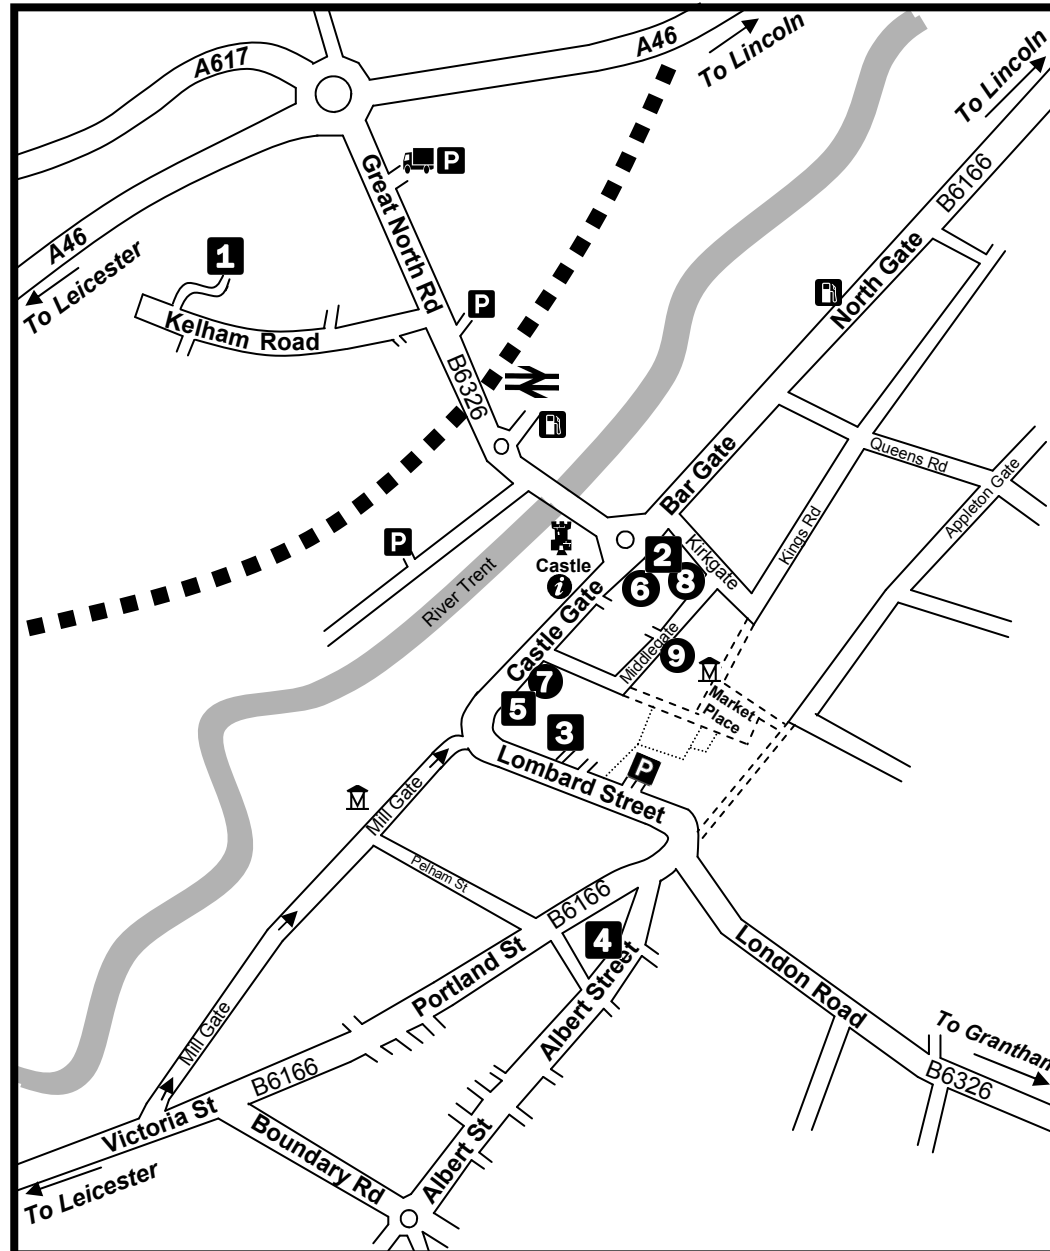 A617
A46
To Lincoln
To Lincoln
B6166
P
Great North Rd
A46
To Leicester
1
North Gate
P
Kelham Road
B6326
Queens Rd
Bar Gate
Appleton Gate
Kings Rd
P
Kirkgate
2
Castle
i
6
8
River Trent
Castle Gate
Middlegate
9
7
Market
Place
5
3
P
Lombard Street
Mill Gate
Pelham St
B6166
4
Portland St
London Road
Albert Street
Mill Gate
To Grantham
B6166
B6326
Victoria St
Boundary Rd
Albert St
To Leicester